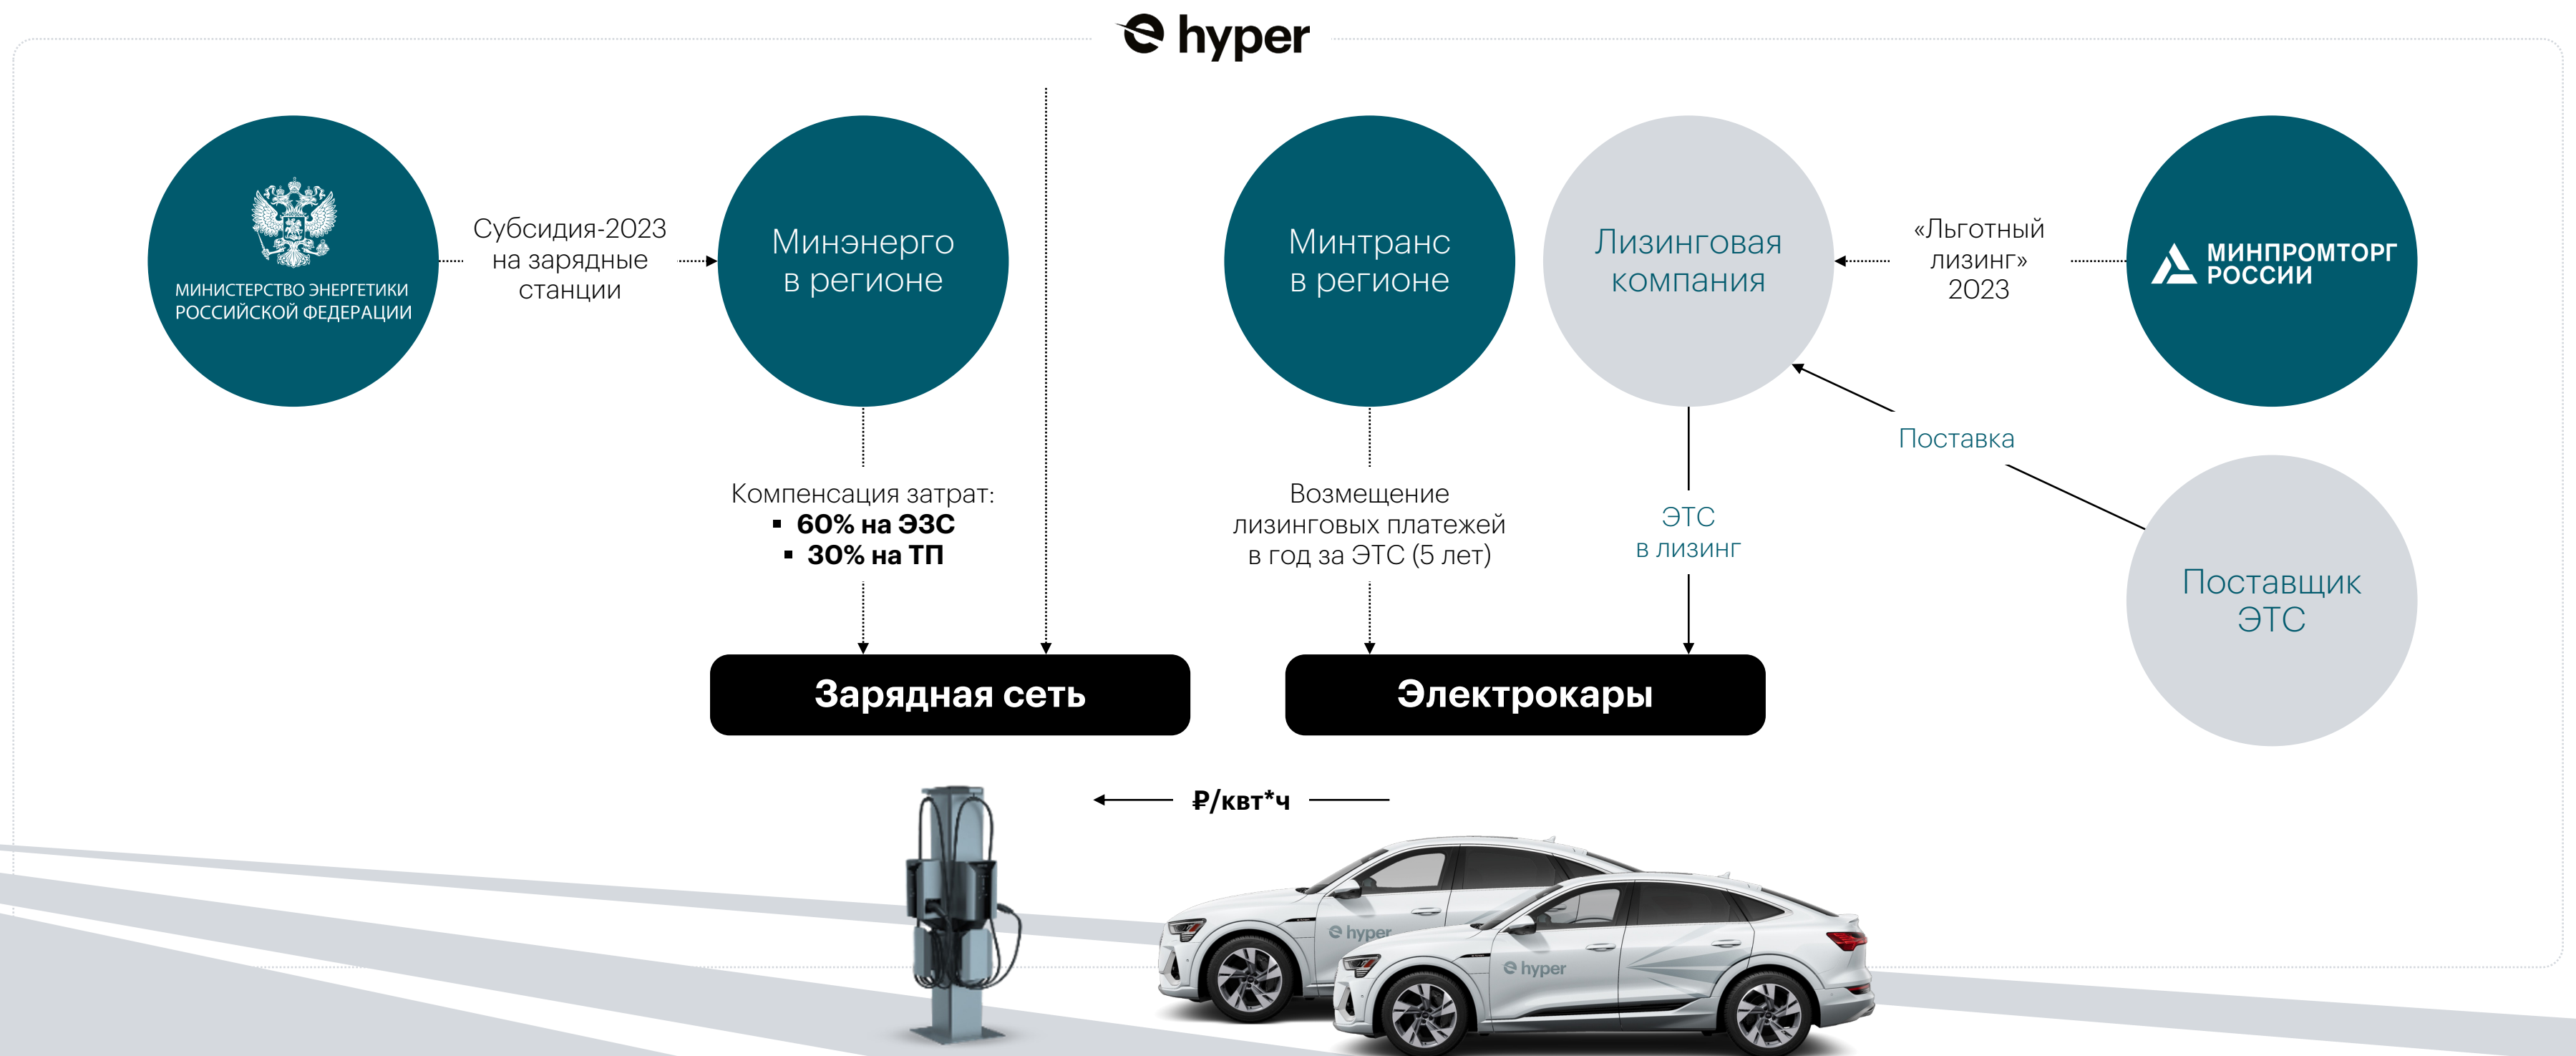 hyper
МИНИСТЕРСТВО ЭНЕРГЕТИКИ
РОССИЙСКОЙ ФЕДЕРАЦИИ
Субсидия-2023
на зарядные
станции
Минэнерго
в регионе
Минтранс
в регионе
Лизинговая
компания
«Льготный
лизинг»
2023
МИНПРОМТОРГ
РОССИИ
Поставка
Поставщик
ЭТС
Компенсация затрат:
▪ 60% на ЭЗС
▪ 30% на ТП
Возмещение
лизинговых платежей
в год за ЭТС (5 лет)
ЭТС
в лизинг
Зарядная сеть
Электрокары
₽/квт*ч
hyper
hyper